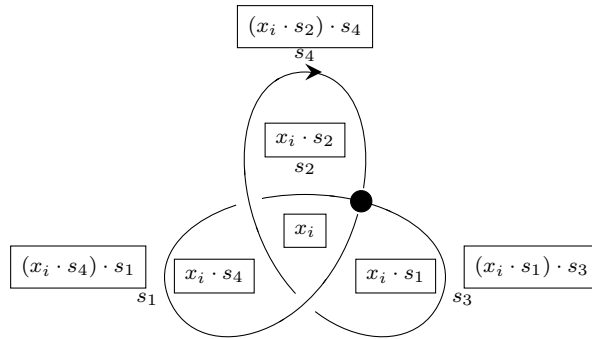 (x_i · s_2) · s_4
s_4
x_i · s_2
s_2
x_i
(x_i · s_4) · s_1
x_i · s_4
x_i · s_1
(x_i · s_1) · s_3
s_1
s_3